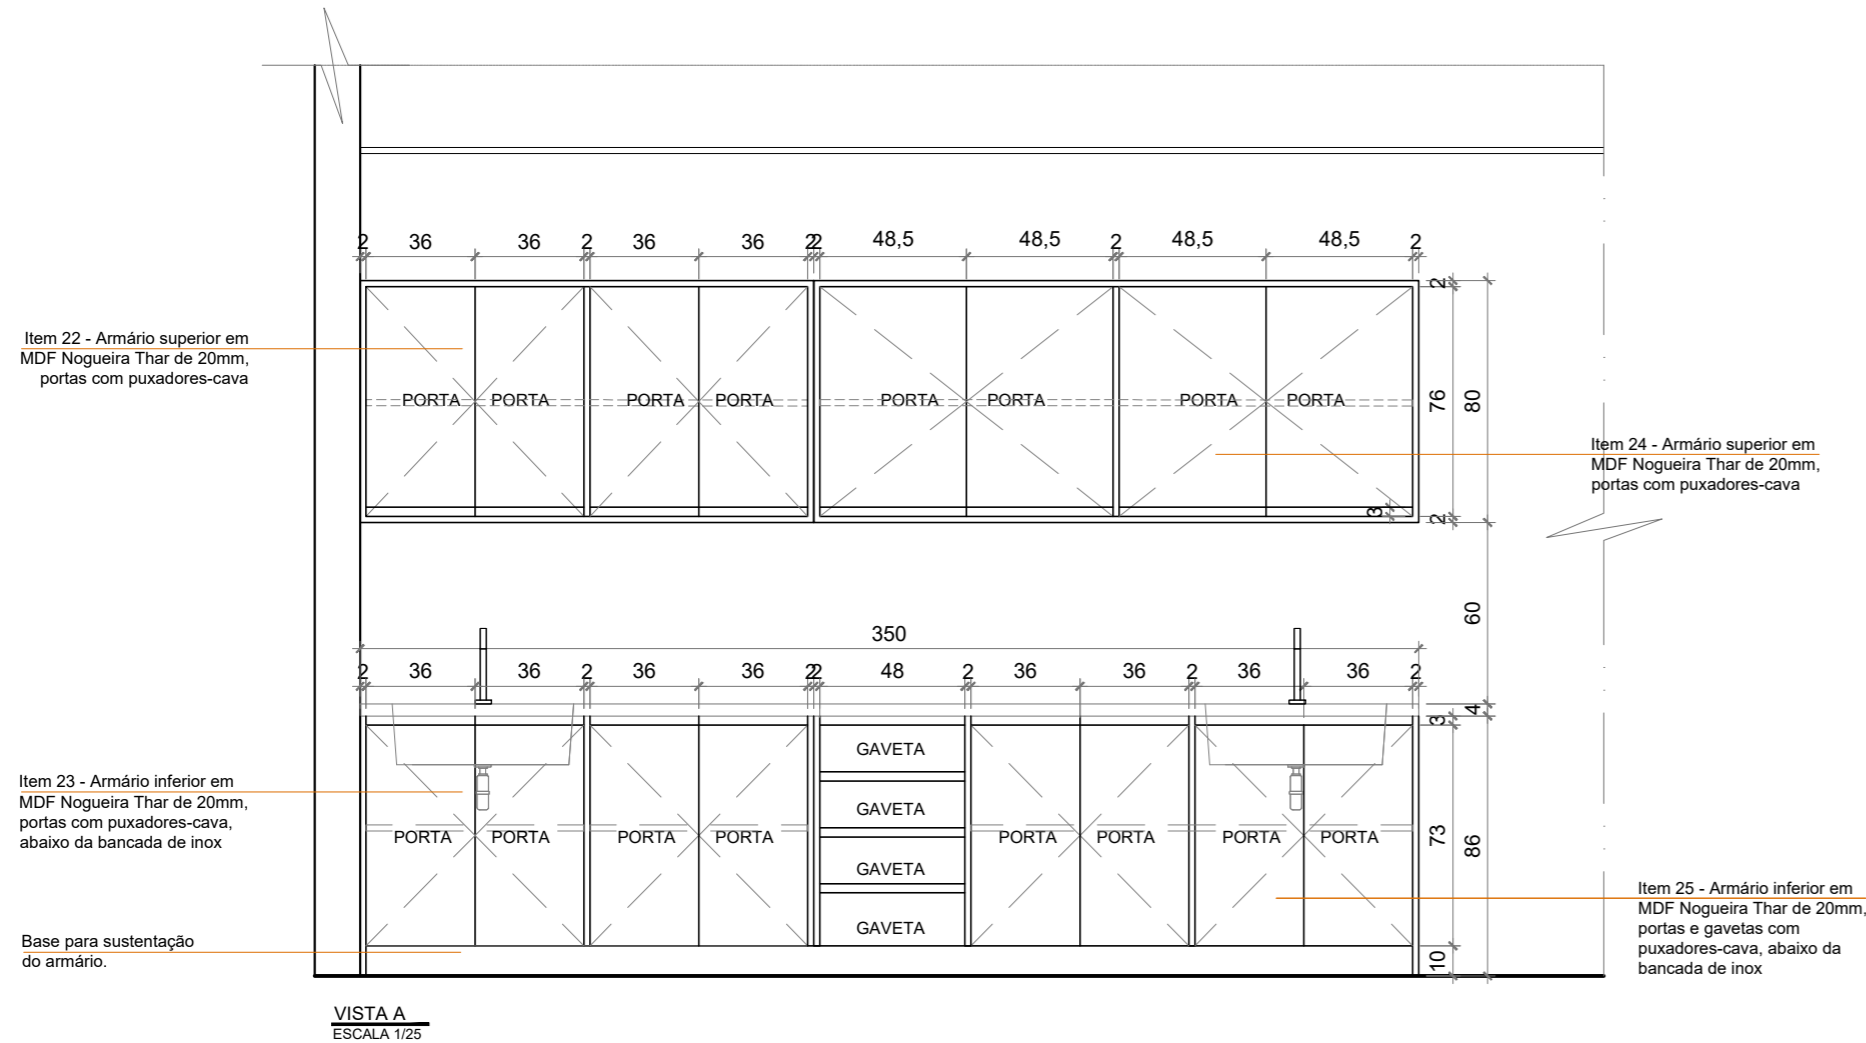 2 36 36 2 36 36 2 2 48,5 48,5 2 48,5 48,5 2
2
Item 22 - Armário superior em
MDF Nogueira Thar de 20mm,
portas com puxadores-cava
PORTA PORTA PORTA PORTA PORTA PORTA PORTA PORTA
76 80
Item 24 - Armário superior em
MDF Nogueira Thar de 20mm,
portas com puxadores-cava
3 2
60
350
2 36 36 2 36 36 2 2 48 2 36 36 2 36 36 2
3 4
GAVETA
Item 23 - Armário inferior em
MDF Nogueira Thar de 20mm,
portas com puxadores-cava,
abaixo da bancada de inox
GAVETA
PORTA PORTA PORTA PORTA PORTA PORTA PORTA PORTA
73 86
GAVETA
GAVETA
Item 25 - Armário inferior em
MDF Nogueira Thar de 20mm,
portas e gavetas com
puxadores-cava, abaixo da
bancada de inox
Base para sustentação
do armário.
10
VISTA A
ESCALA 1/25